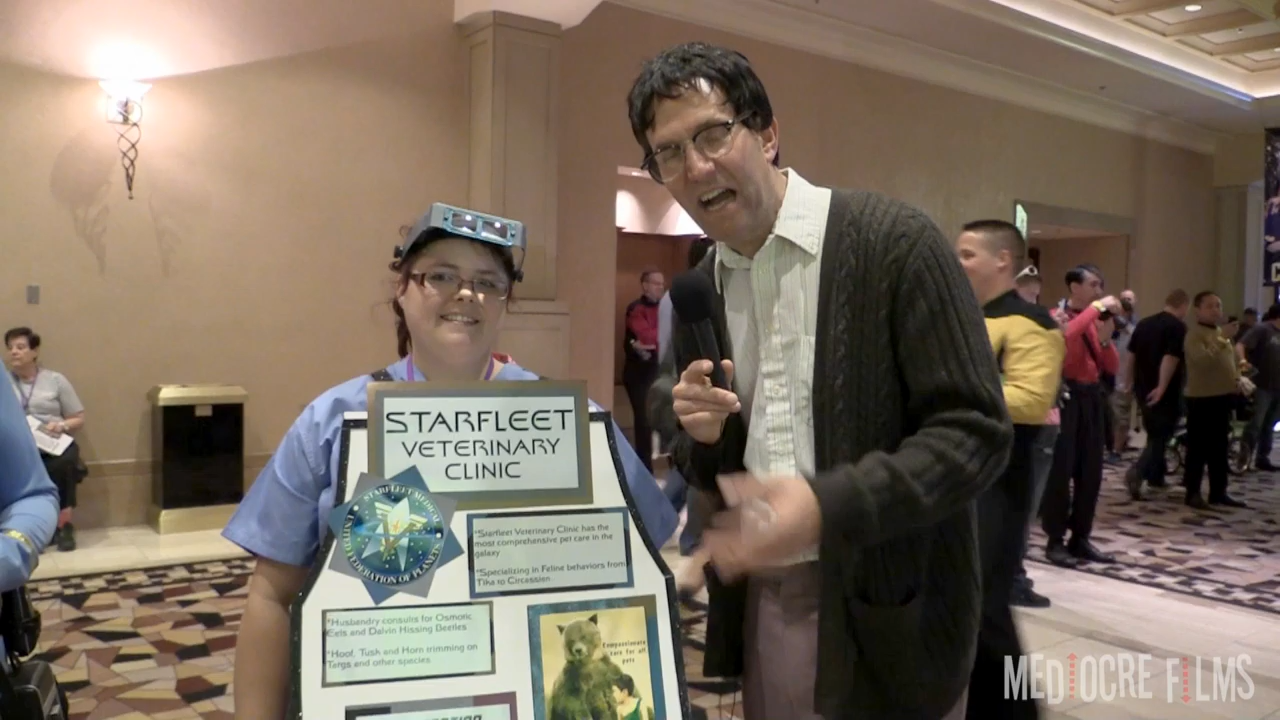 STARFLEET
VETERINARY
CLINIC
STARFLEET MEDICAL
UNITED FEDERATION OF PLANETS
*Starfleet Veterinary Clinic has the
most comprehensive pet care in the
galaxy
*Specializing in Feline behaviors from
to Circassian
*Husbandry consults for Osmotic
Eels and Dalvin Hissing Beetles
*Hoof, Tusk and Horn trimming on
Targs and other species
Compassionate
care for all
pets
MEDIOCRE FILMS